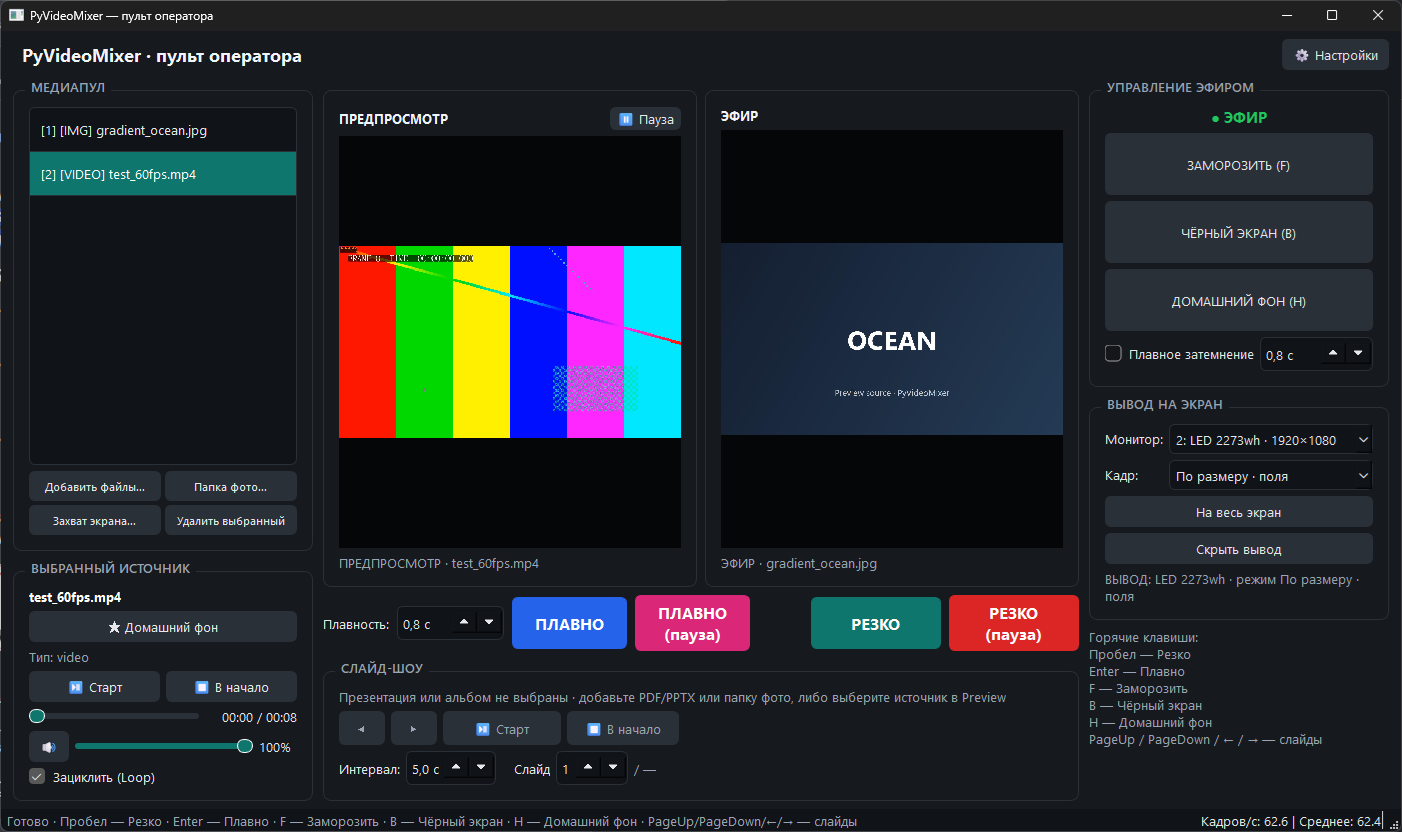 PyVideoMixer — пульт оператора
PyVideoMixer · пульт оператора
Настройки
МЕДИАПУЛ
[1] [IMG] gradient_ocean.jpg
[2] [VIDEO] test_60fps.mp4
Добавить файлы...
Папка фото...
Захват экрана...
Удалить выбранный
ВЫБРАННЫЙ ИСТОЧНИК
test_60fps.mp4
★ Домашний фон
Тип: video
Старт
В начало
00:00 / 00:08
100%
Зациклить (Loop)
ПРЕДПРОСМОТР
Пауза
ПРЕДПРОСМОТР · test_60fps.mp4
ЭФИР
OCEAN
Preview source · PyVideoMixer
ЭФИР · gradient_ocean.jpg
Плавность:
0,8 с
ПЛАВНО
ПЛАВНО
(пауза)
РЕЗКО
РЕЗКО
(пауза)
СЛАЙД-ШОУ
Презентация или альбом не выбраны · добавьте PDF/PPTX или папку фото, либо выберите источник в Preview
Старт
В начало
Интервал:
5,0 с
Слайд
1
/ —
УПРАВЛЕНИЕ ЭФИРОМ
● ЭФИР
ЗАМОРОЗИТЬ (F)
ЧЁРНЫЙ ЭКРАН (B)
ДОМАШНИЙ ФОН (H)
Плавное затемнение
0,8 с
ВЫВОД НА ЭКРАН
Монитор:
2: LED 2273wh · 1920×1080
Кадр:
По размеру · поля
На весь экран
Скрыть вывод
ВЫВОД: LED 2273wh · режим По размеру ·
поля
Горячие клавиши:
Пробел — Резко
Enter — Плавно
F — Заморозить
B — Чёрный экран
H — Домашний фон
PageUp / PageDown / ← / → — слайды
Готово · Пробел — Резко · Enter — Плавно · F — Заморозить · B — Чёрный экран · H — Домашний фон · PageUp/PageDown/←/→ — слайды
Кадров/с: 62.6 | Среднее: 62.4